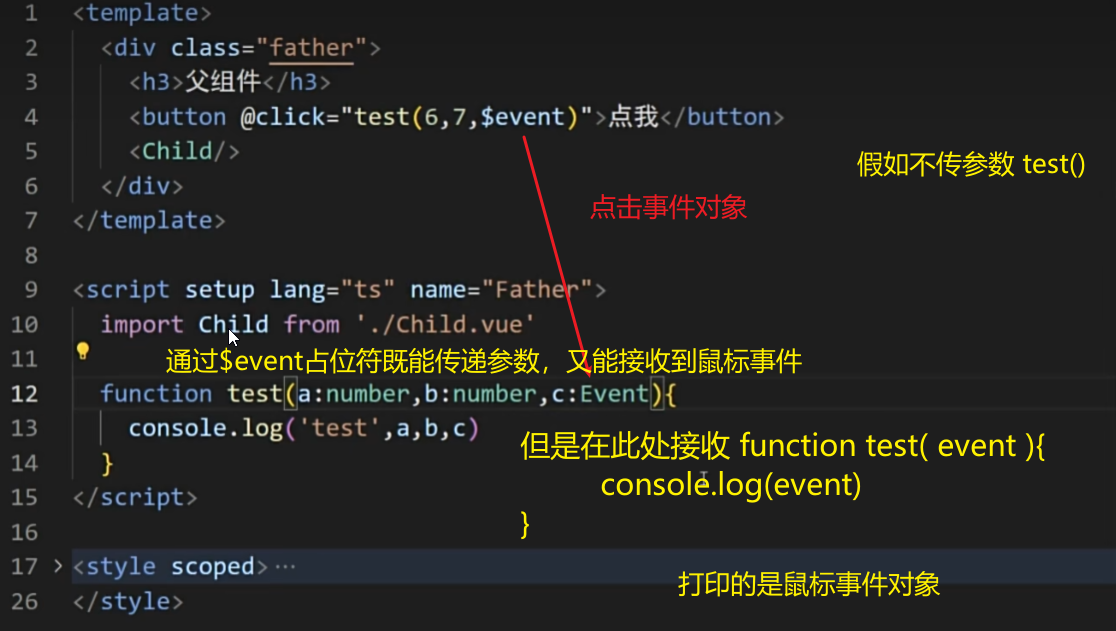 1 <template>
2 <div class="father">
3 <h3>父组件</h3>
4 <button @click="test(6,7,$event)">点我</button>
5 <Child/>
假如不传参数 test()
6 </div>
点击事件对象
7 </template>
8
9 <script setup lang="ts" name="Father">
10 import Child from './Child.vue'
11
通过$event占位符既能传递参数，又能接收到鼠标事件
12 function test(a:number,b:number,c:Event){
13 console.log('test',a,b,c)
但是在此处接收 function test( event ){
14 }
console.log(event)
15 </script>
}
16
17 <style scoped>···
打印的是鼠标事件对象
26 </style>